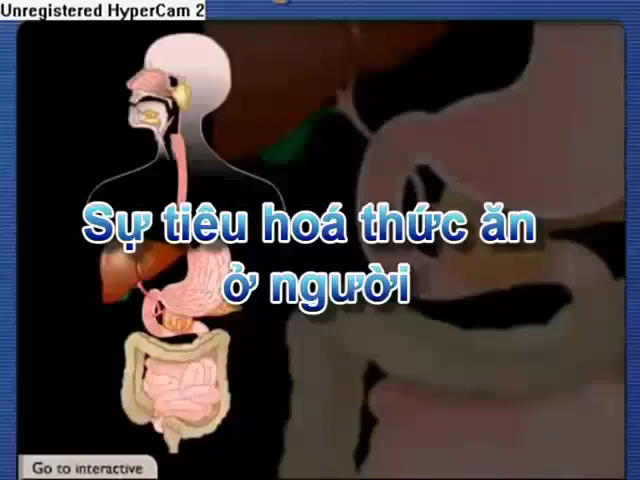 Unregistered HyperCam 2
Sự tiêu hoá thức ăn
ở người
Go to interactive